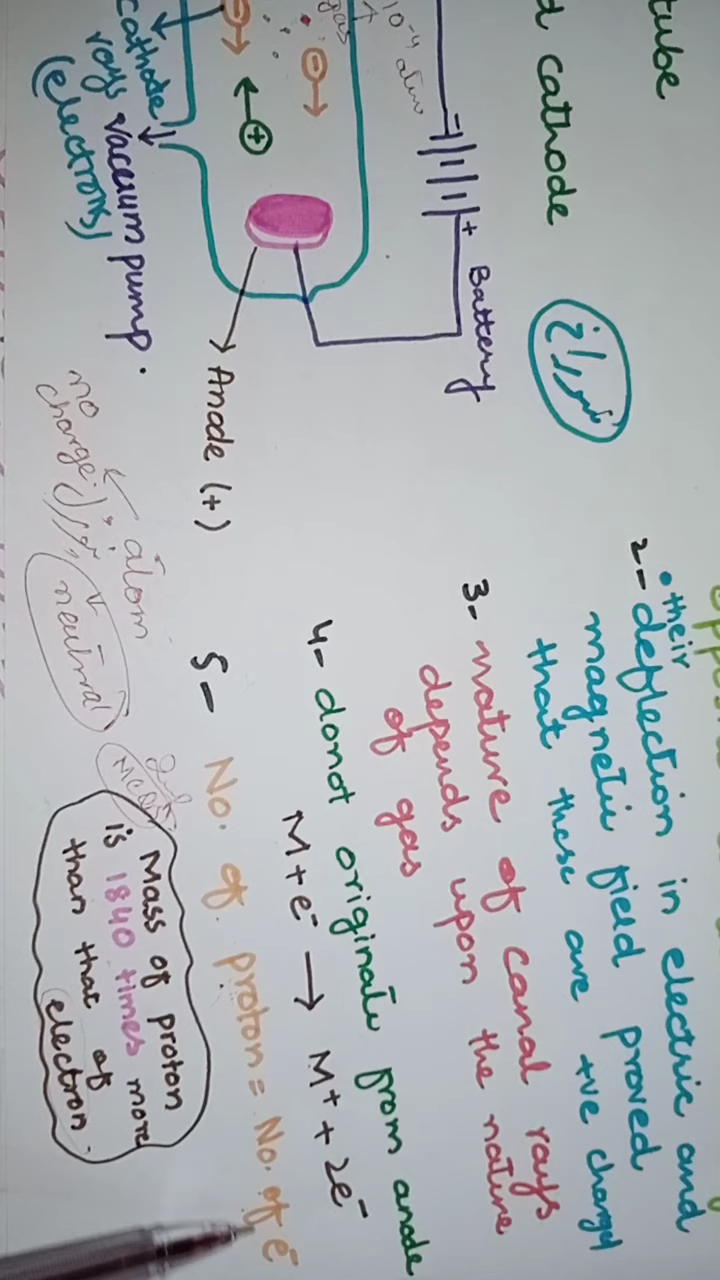 tube
d cathode
سوراخ
10⁻⁴ atm
gas
+ Battery
cathode
rays
(electrons)
vacuum pump.
Anode (+)
no
charge
atom
neutral
2- their
deflection in electric and
magnetic field proved
that these are +ve charged
3- nature of canal rays
depends upon the nature
of gas
4- donot originate from anode
M + e⁻ → M⁺ + 2e⁻
5- No. of proton = No. of e⁻
MCQS
Mass of proton
is 1840 times more
than that of
electron.